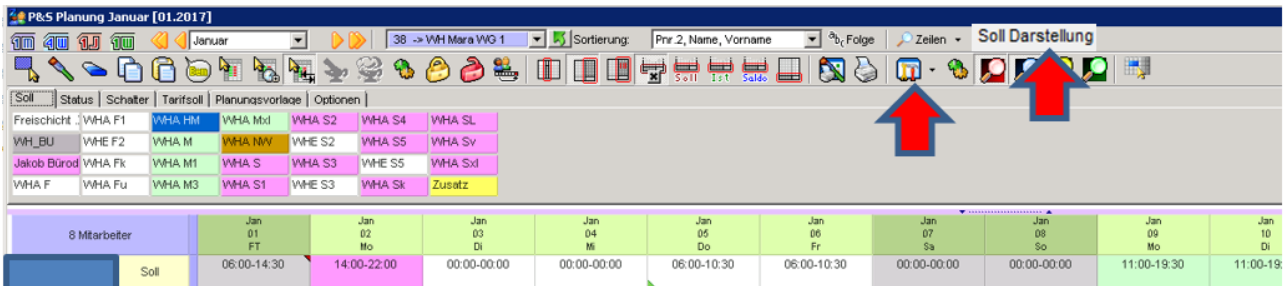 P&S Planung Januar [01.2017]
Januar 38 -> WH Mara WG 1 Sortierung: Pnr.2, Name, Vorname Folge Zeilen Soll Darstellung
Soll Ist Saldo
Soll Status Schalter Tarifsoll Planungsvorlage Optionen
Freischicht WHA F1 WHA HM WHA Mxl WHA S2 WHA S4 WHA SL
WH_BU WHE F2 WHA M WHA NW WHE S2 WHA S5 WHA Sv
Jakob Bürod WHA Fk WHA M1 WHA S WHA S3 WHE S5 WHA Sxl
WHA F WHA Fu WHA M3 WHA S1 WHE S3 WHA Sk Zusatz
8 Mitarbeiter
Jan Jan Jan Jan Jan Jan Jan Jan Jan Jan
01 02 03 04 05 06 07 08 09 10
FT Mo Di Mi Do Fr Sa So Mo Di
Soll 06:00-14:30 14:00-22:00 00:00-00:00 00:00-00:00 06:00-10:30 06:00-10:30 00:00-00:00 00:00-00:00 11:00-19:30 11:00-19: